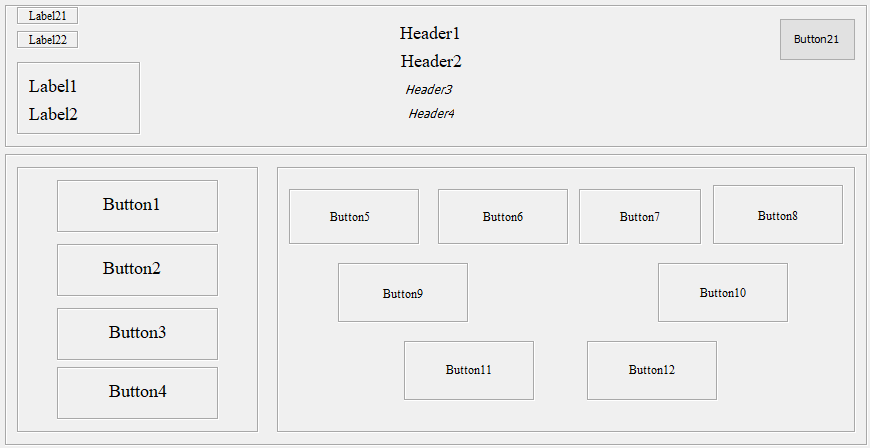 Label21
Label22
Label1
Label2
Header1
Header2
Header3
Header4
Button21
Button1
Button2
Button3
Button4
Button5 Button6 Button7 Button8
Button9 Button10
Button11 Button12